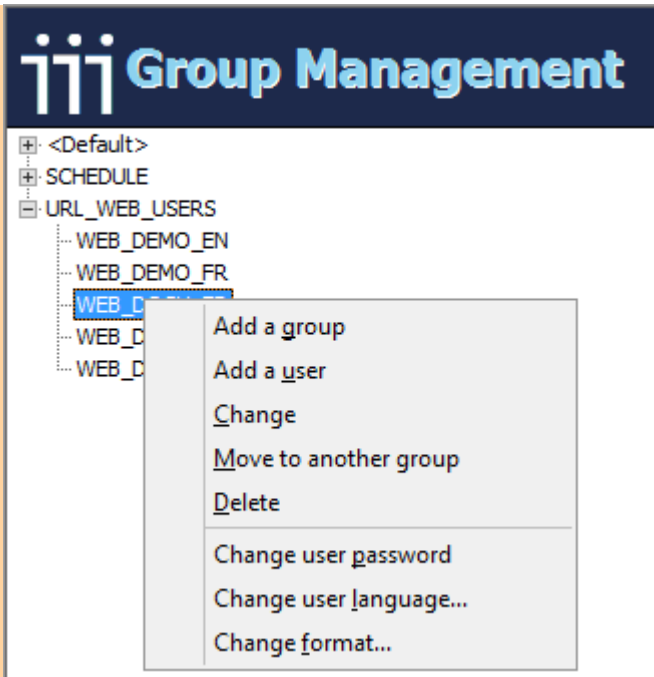 Group Management
<Default>
SCHEDULE
URL_WEB_USERS
WEB_DEMO_EN
WEB_DEMO_FR
Add a group
Add a user
Change
Move to another group
Delete
Change user password
Change user language...
Change format...